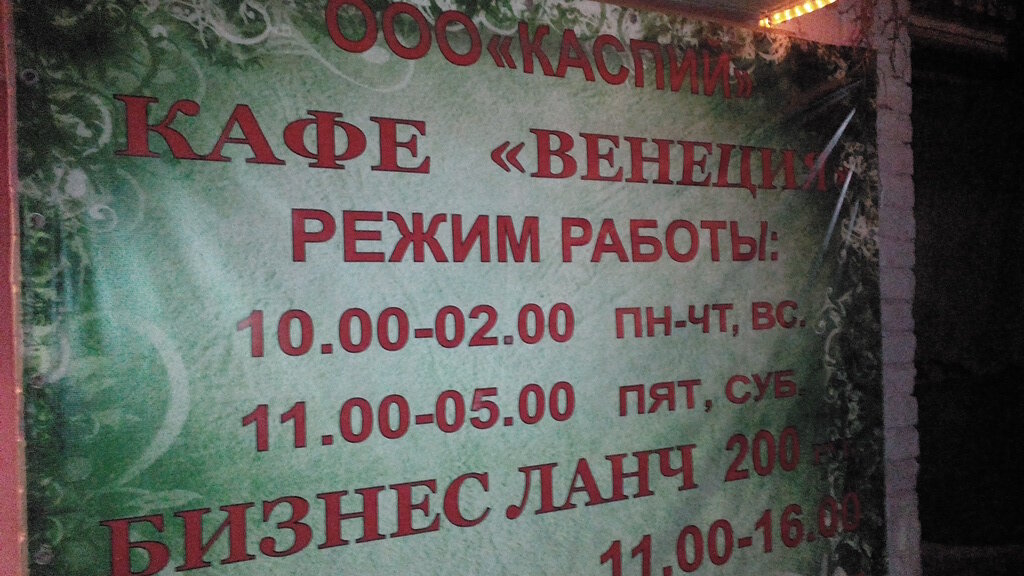 ООО «КАСПИЙ»
КАФЕ «ВЕНЕЦИЯ»
РЕЖИМ РАБОТЫ:
10.00-02.00 ПН-ЧТ, ВС.
11.00-05.00 ПЯТ, СУБ.
БИЗНЕС ЛАНЧ 200
11.00-16.00